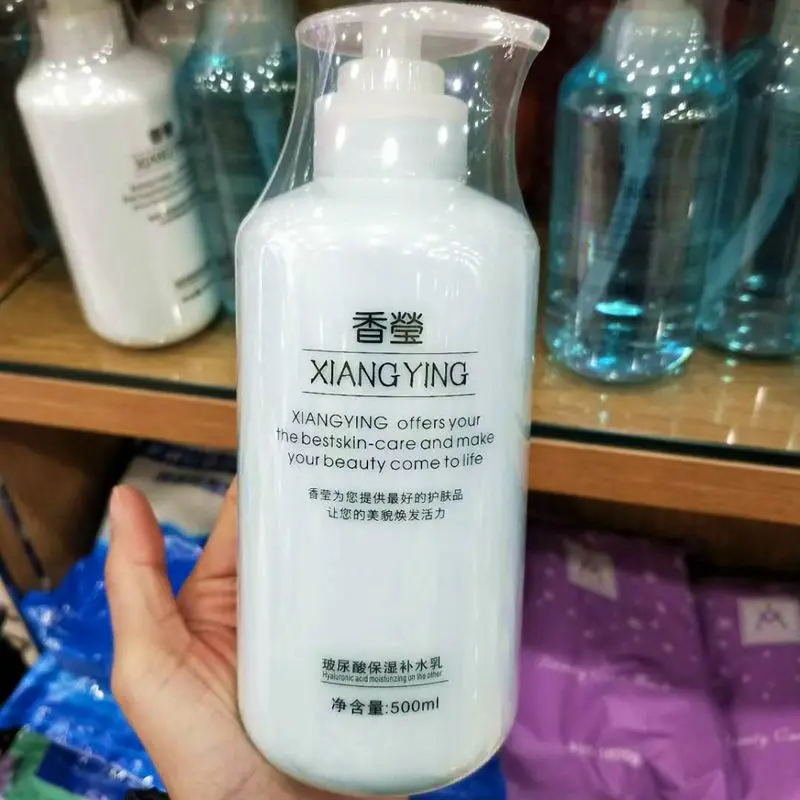 香瑩
XIANGYING
XIANGYING offers your
the bestskin-care and make
your beauty come to life
香莹为您提供最好的护肤品
让您的美貌焕发活力
玻尿酸保湿补水乳
Hyaluronic acid moisturizing on the other
净含量:500ml
香瑩